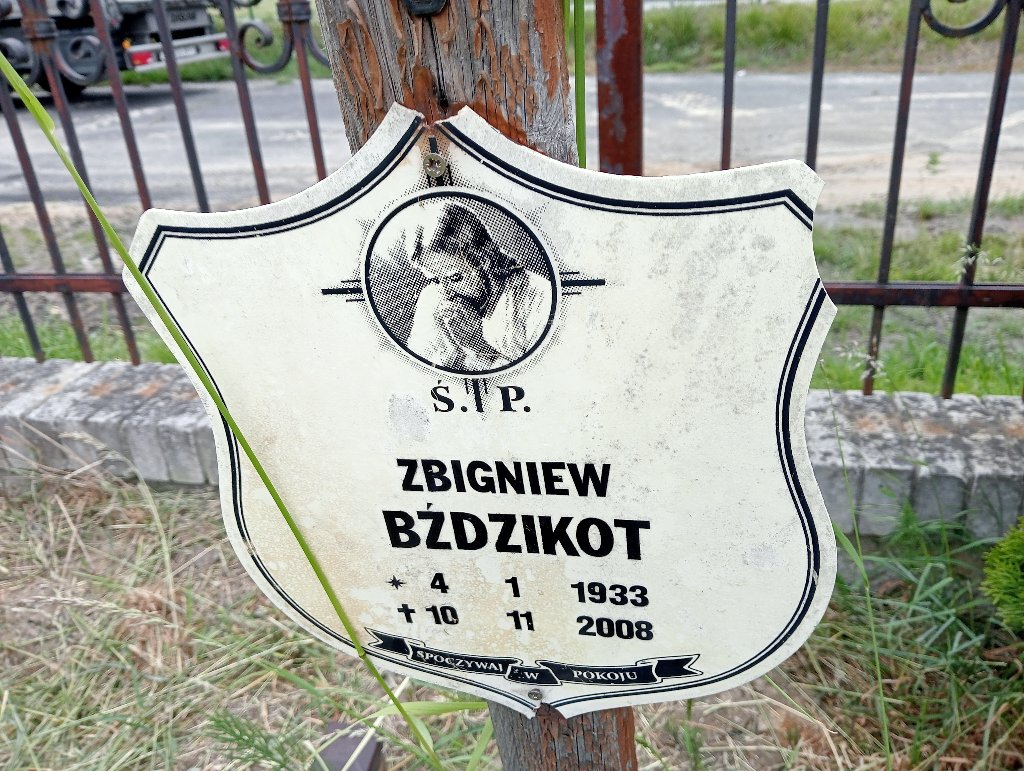 Ś. P.
ZBIGNIEW
BŹDZIKOT
* 4 1 1933
† 10 11 2008
SPOCZYWAJ W POKOJU